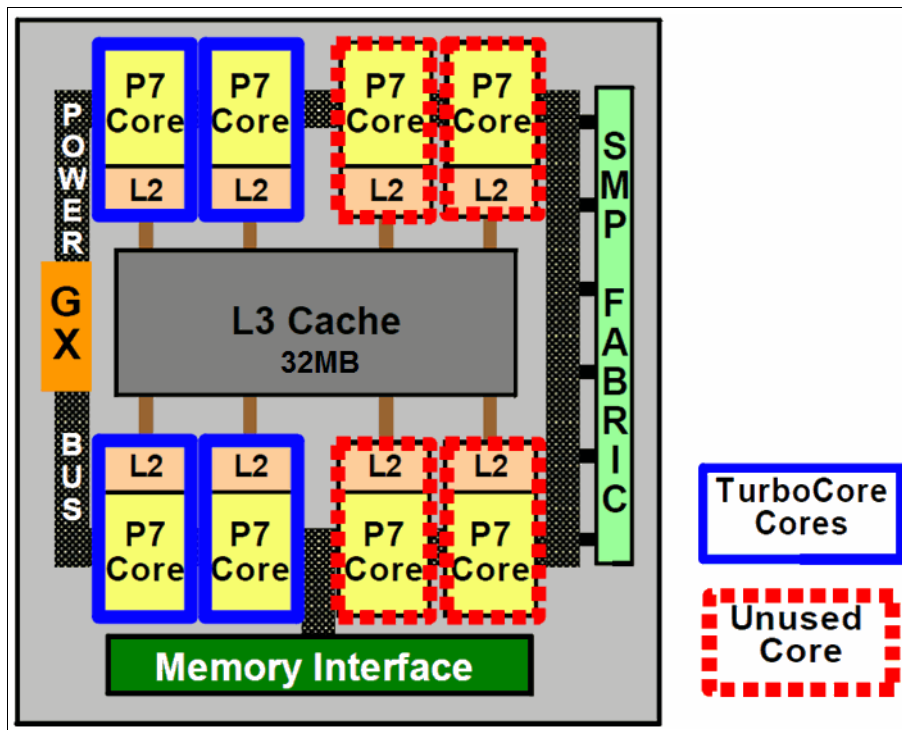 P7
Core
L2
P7
Core
L2
P7
Core
L2
P7
Core
L2
POWER
BUS
GX
L3 Cache
32MB
SMP
FABRIC
L2
P7
Core
L2
P7
Core
L2
P7
Core
L2
P7
Core
Memory Interface
TurboCore
Cores
Unused
Core